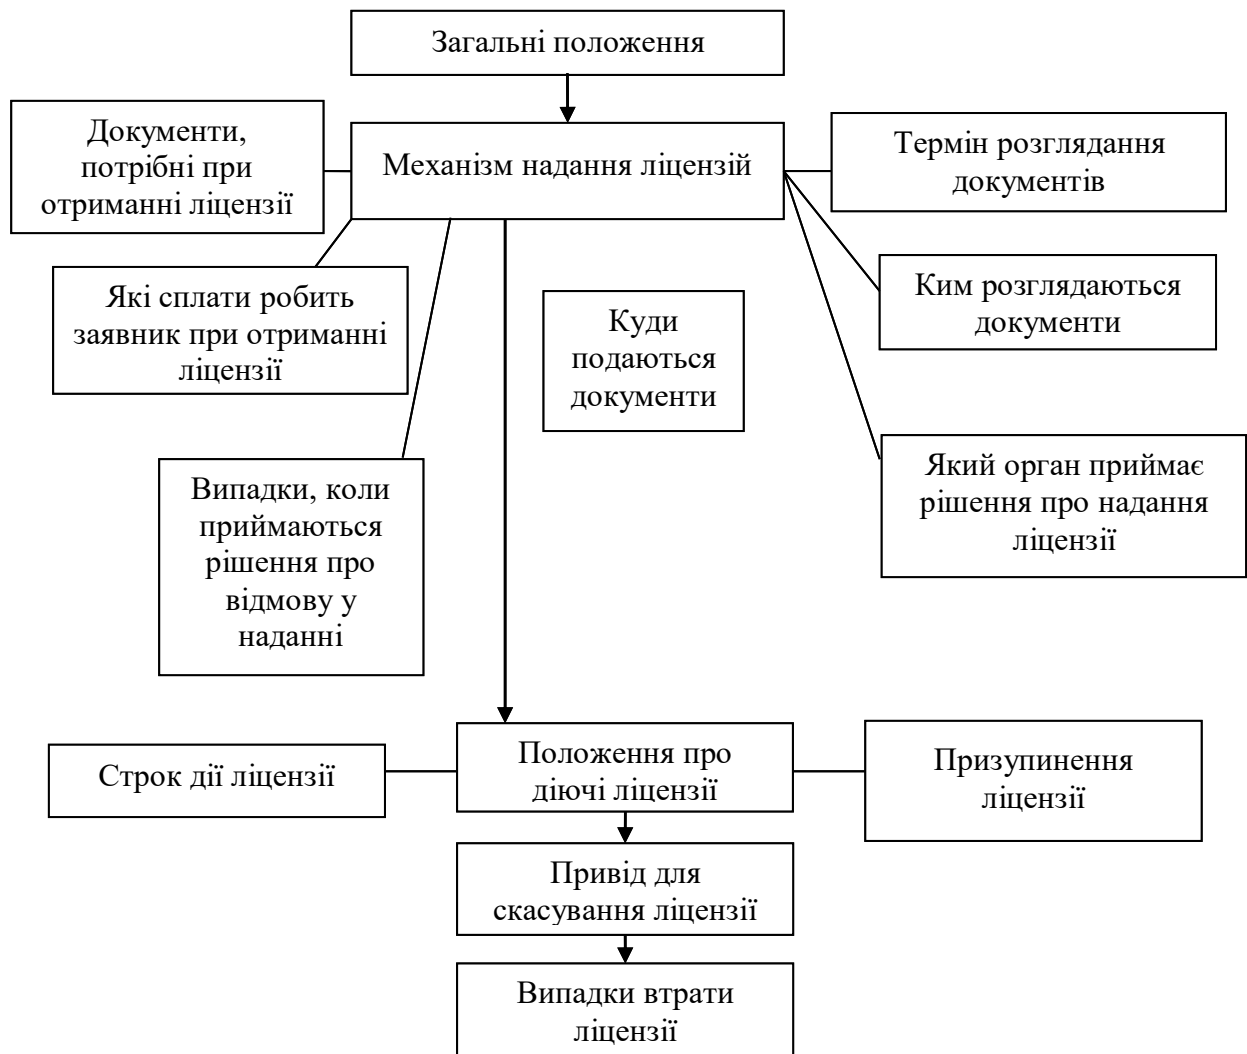 Загальні положення
Документи,
потрібні при
отриманні ліцензії
Механізм надання ліцензій
Термін розглядання
документів
Які сплати робить
заявник при отриманні
ліцензії
Куди
подаються
документи
Ким розглядаються
документи
Випадки, коли
приймаються
рішення про
відмову у
наданні
Який орган приймає
рішення про надання
ліцензії
Строк дії ліцензії
Положення про
діючі ліцензії
Призупинення
ліцензії
Привід для
скасування ліцензії
Випадки втрати
ліцензії